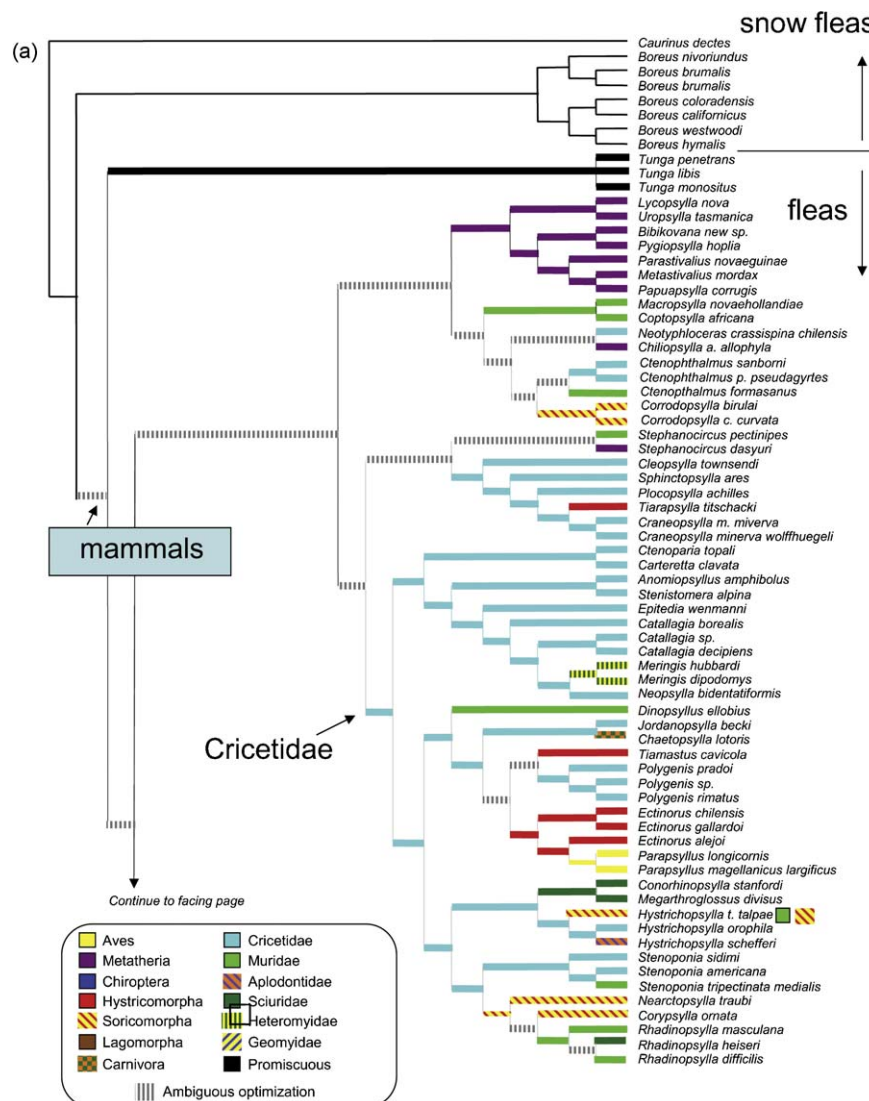 snow fleas
(a)
Caurinus dectes
Boreus nivoriundus
Boreus brumalis
Boreus brumalis
Boreus coloradensis
Boreus californicus
Boreus westwoodi
Boreus hymalis
Tunga penetrans
Tunga libis
Tunga monositus
fleas
Lycopsylla nova
Uropsylla tasmanica
Bibikovana new sp.
Pygiopsylla hoplia
Parastivalius novaeguinae
Metastivalius mordax
Papuapsylla corrugis
Macropsylla novaehollandiae
Coptopsylla africana
Neotyphloceras crassispina chilensis
Chiliopsylla a. allophyla
Ctenophthalmus sanborni
Ctenophthalmus p. pseudagyrtes
Ctenopthalmus formasanus
Corrodopsylla birulai
Corrodopsylla c. curvata
Stephanocircus pectinipes
Stephanocircus dasyuri
Cleopsylla townsendi
Sphinctopsylla ares
Plocopsylla achilles
Tiarapsylla titschacki
Craneopsylla m. miverva
Craneopsylla minerva wolffhuegeli
mammals
Ctenoparia topali
Carteretta clavata
Anomiopsyllus amphibolus
Stenistomera alpina
Epitedia wenmanni
Catallagia borealis
Catallagia sp.
Catallagia decipiens
Meringis hubbardi
Meringis dipodomys
Neopsylla bidentatiformis
Cricetidae
Dinopsyllus ellobius
Jordanopsylla becki
Chaetopsylla lotoris
Tiamastus cavicola
Polygenis pradoi
Polygenis sp.
Polygenis rimatus
Ectinorus chilensis
Ectinorus gallardoi
Ectinorus alejoi
Parapsyllus longicornis
Parapsyllus magellanicus largificus
Conorhinopsylla stanfordi
Megarthroglossus divisus
Hystrichopsylla t. talpae
Hystrichopsylla orophila
Hystrichopsylla schefferi
Stenoponia sidimi
Stenoponia americana
Stenoponia tripectinata medialis
Nearctopsylla traubi
Corypsylla ornata
Rhadinopsylla masculana
Rhadinopsylla heiseri
Rhadinopsylla difficilis
Continue to facing page
Aves
Metatheria
Chiroptera
Hystricomorpha
Soricomorpha
Lagomorpha
Carnivora
Cricetidae
Muridae
Aplodontidae
Sciuridae
Heteromyidae
Geomyidae
Promiscuous
Ambiguous optimization